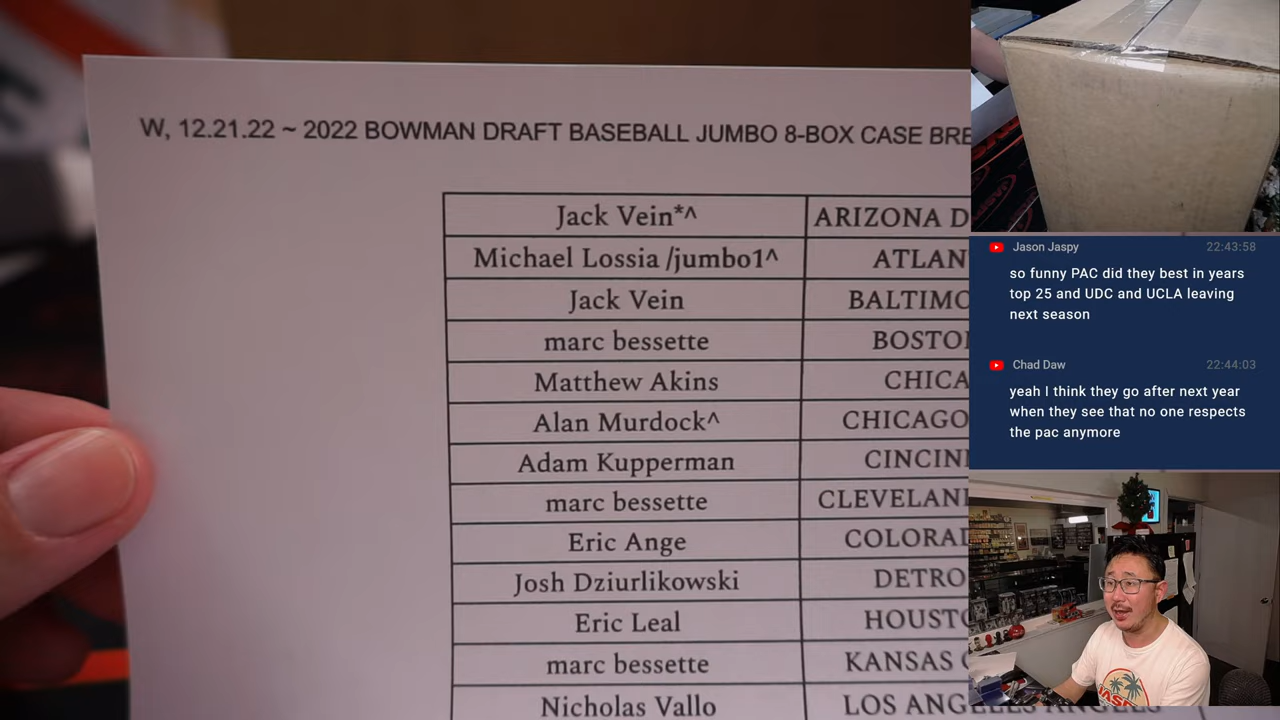 W, 12.21.22 ~ 2022 BOWMAN DRAFT BASEBALL JUMBO 8-BOX CASE BRE
Jack Vein*^ ARIZONA D
Michael Lossia /jumbo1^ ATLAN
Jack Vein BALTIMO
marc bessette BOSTO
Matthew Akins CHICA
Alan Murdock^ CHICAGO
Adam Kupperman CINCIN
marc bessette CLEVELAN
Eric Ange COLORAD
Josh Dziurlikowski DETRO
Eric Leal HOUSTO
marc bessette KANSAS C
Nicholas Vallo LOS ANGELES ANGELS
Jason Jaspy 22:43:58
so funny PAC did they best in years
top 25 and UDC and UCLA leaving
next season
Chad Daw 22:44:03
yeah I think they go after next year
when they see that no one respects
the pac anymore